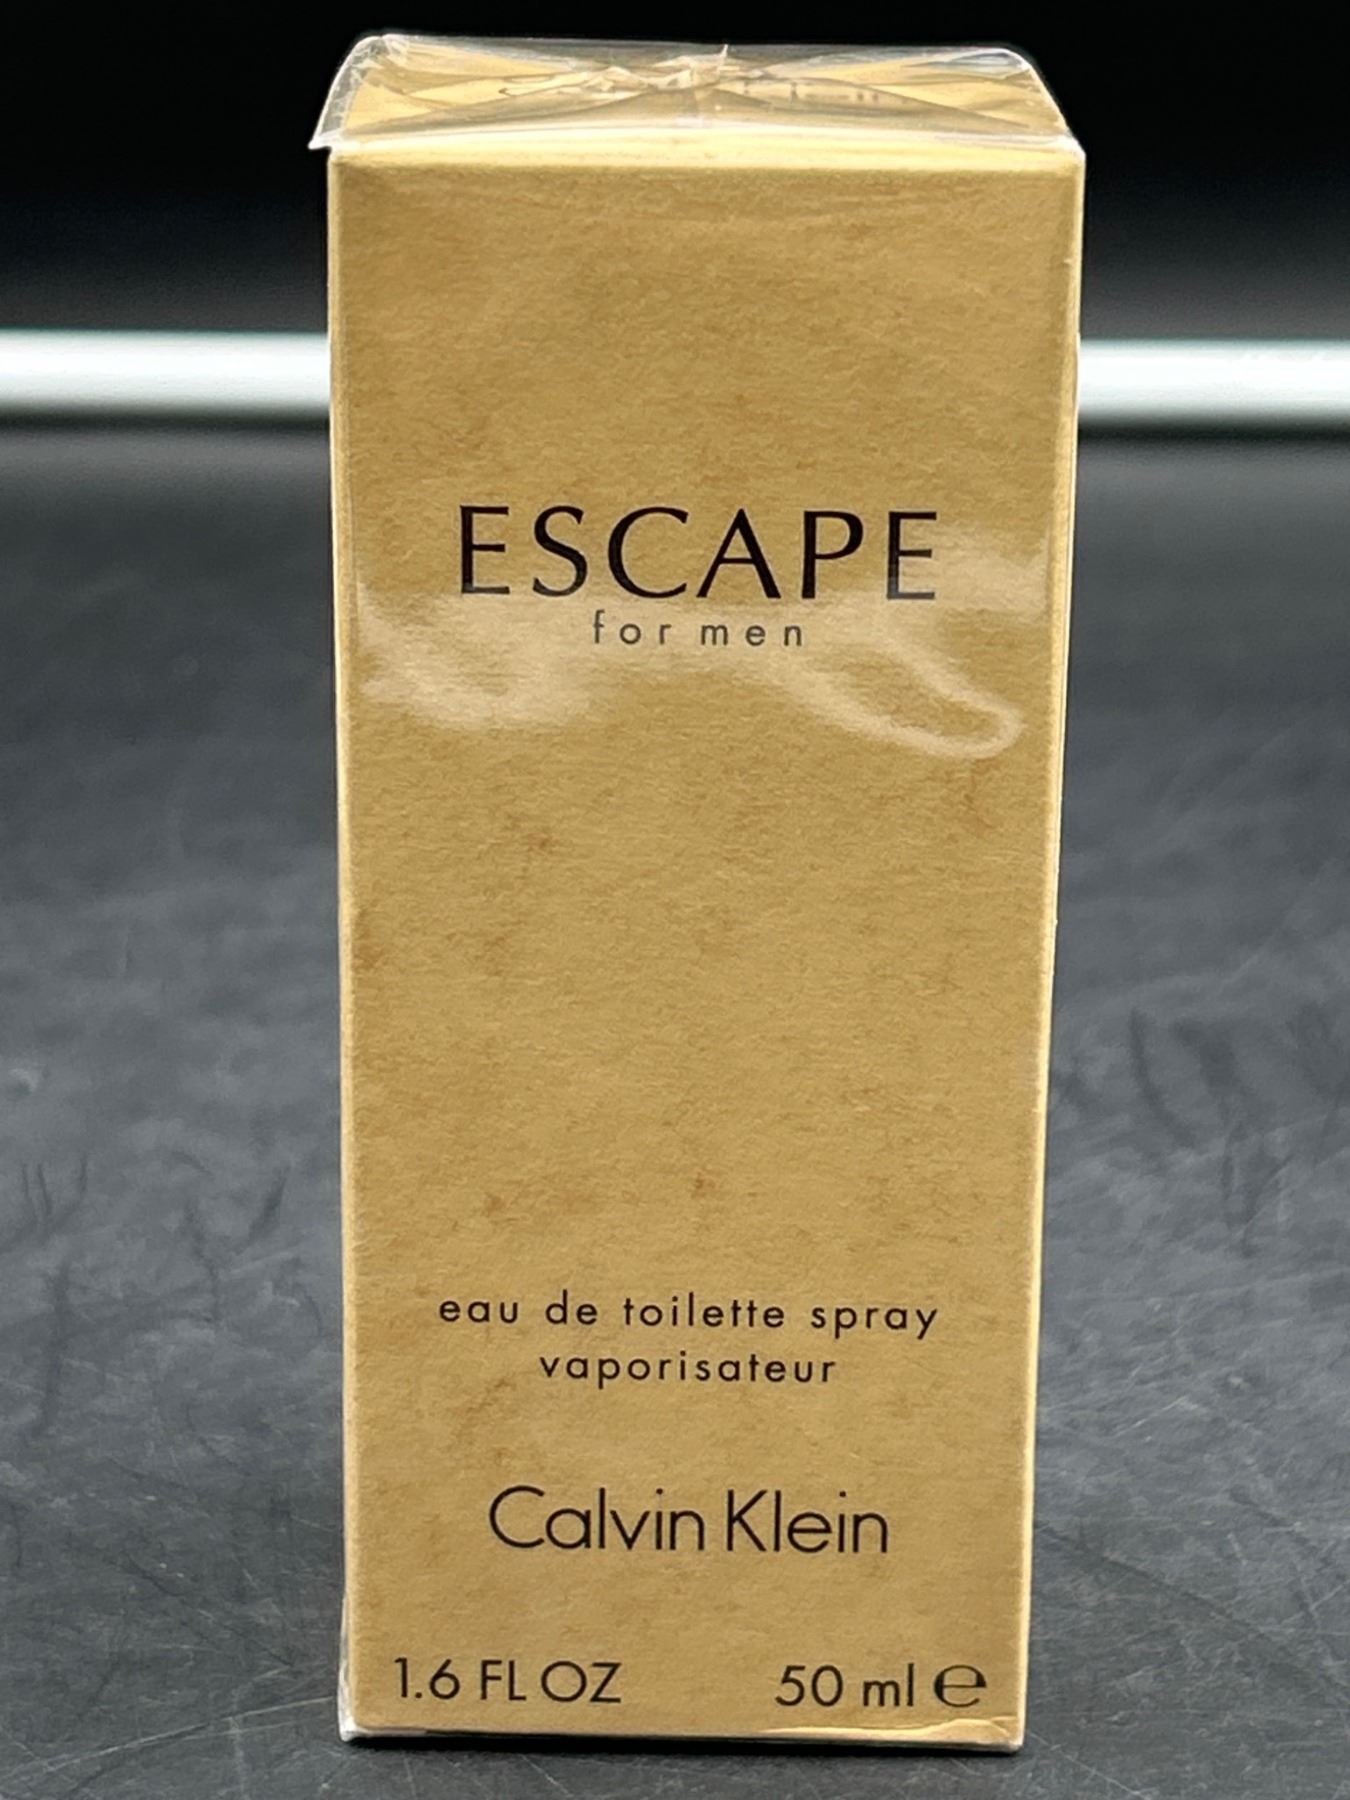 ESCAPE
for men
eau de toilette spray
vaporisateur
Calvin Klein
1.6 FL OZ 50 ml ℮